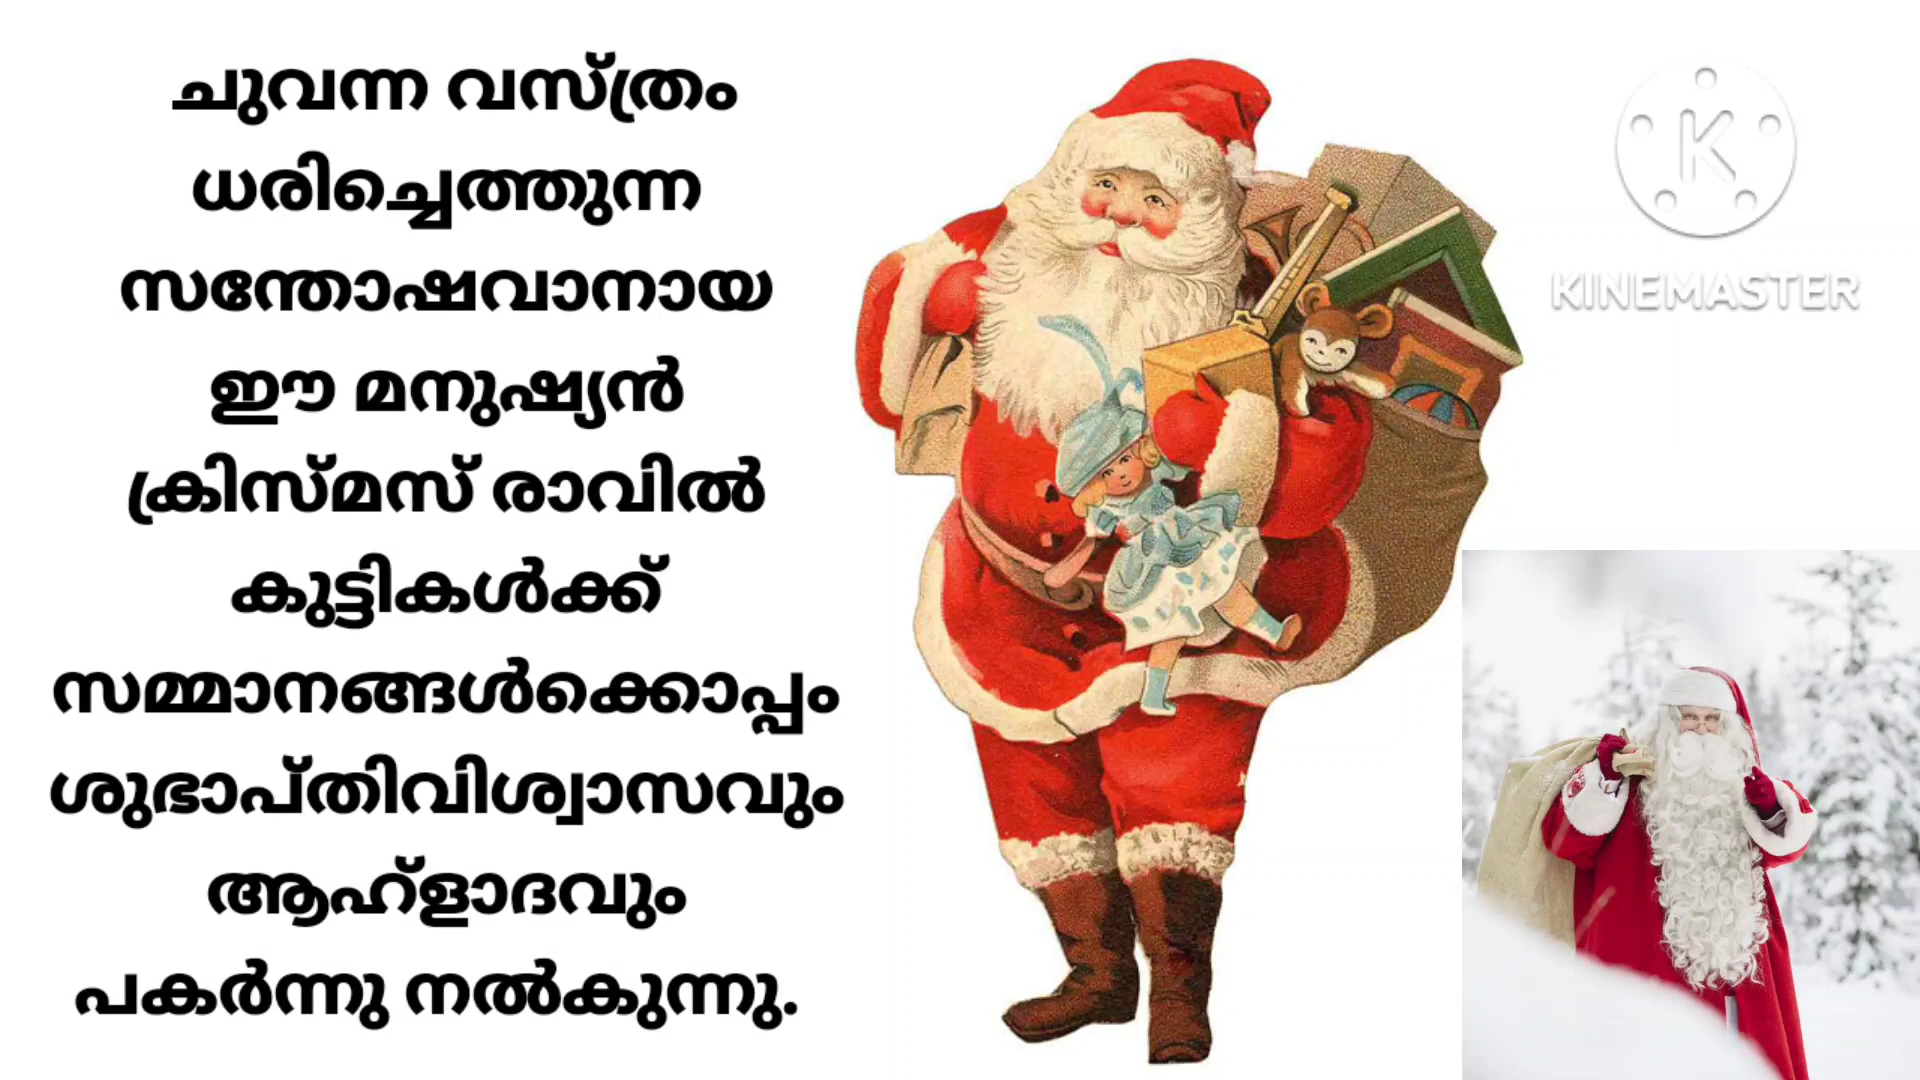 ചുവന്ന വസ്ത്രം
ധരിച്ചെത്തുന്ന
സന്തോഷവാനായ
ഈ മനുഷ്യൻ
ക്രിസ്മസ് രാവിൽ
കുട്ടികൾക്ക്
സമ്മാനങ്ങൾക്കൊപ്പം
ശുഭാപ്തിവിശ്വാസവും
ആഹ്ളാദവും
പകർന്നു നൽകുന്നു.
K
KINEMASTER